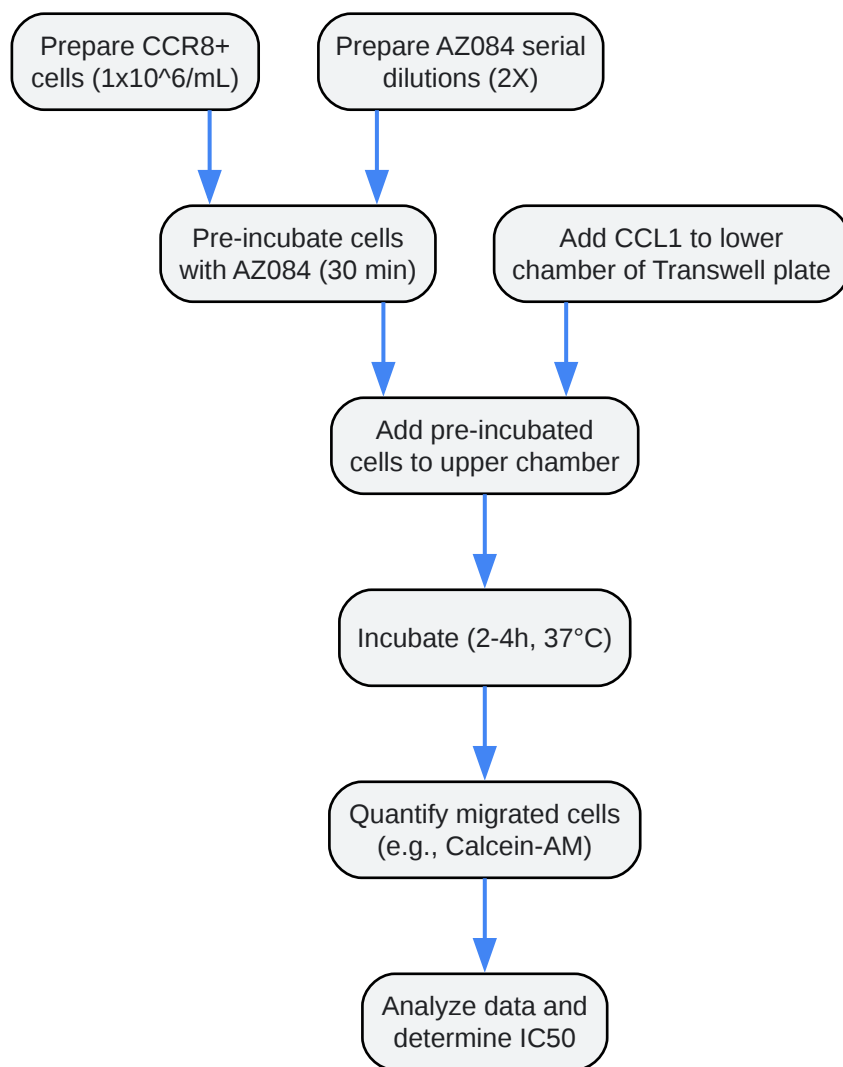 Prepare CCR8+
cells (1x10^6/mL)
Prepare AZ084 serial
dilutions (2X)
Pre-incubate cells
with AZ084 (30 min)
Add CCL1 to lower
chamber of Transwell plate
Add pre-incubated
cells to upper chamber
Incubate (2-4h, 37°C)
Quantify migrated cells
(e.g., Calcein-AM)
Analyze data and
determine IC50